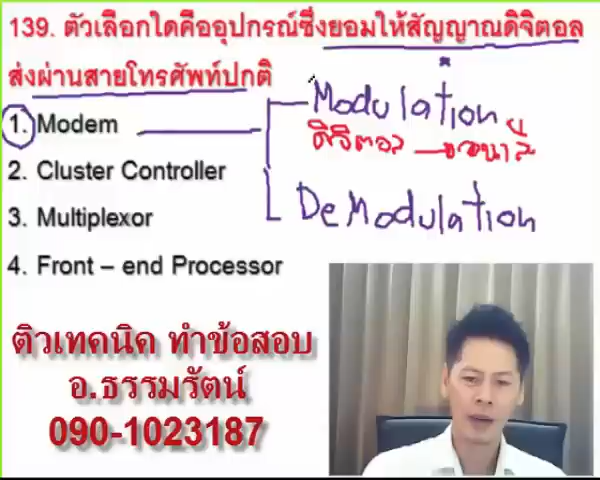 139. ตัวเลือกใดคืออุปกรณ์ซึ่งยอมให้สัญญาณดิจิตอล
ส่งผ่านสายโทรศัพท์ปกติ
1. Modem
2. Cluster Controller
3. Multiplexor
4. Front – end Processor
Modulation
ดิจิตอล
DeModulation
ติวเทคนิค ทำข้อสอบ
อ.ธรรมรัตน์
090-1023187